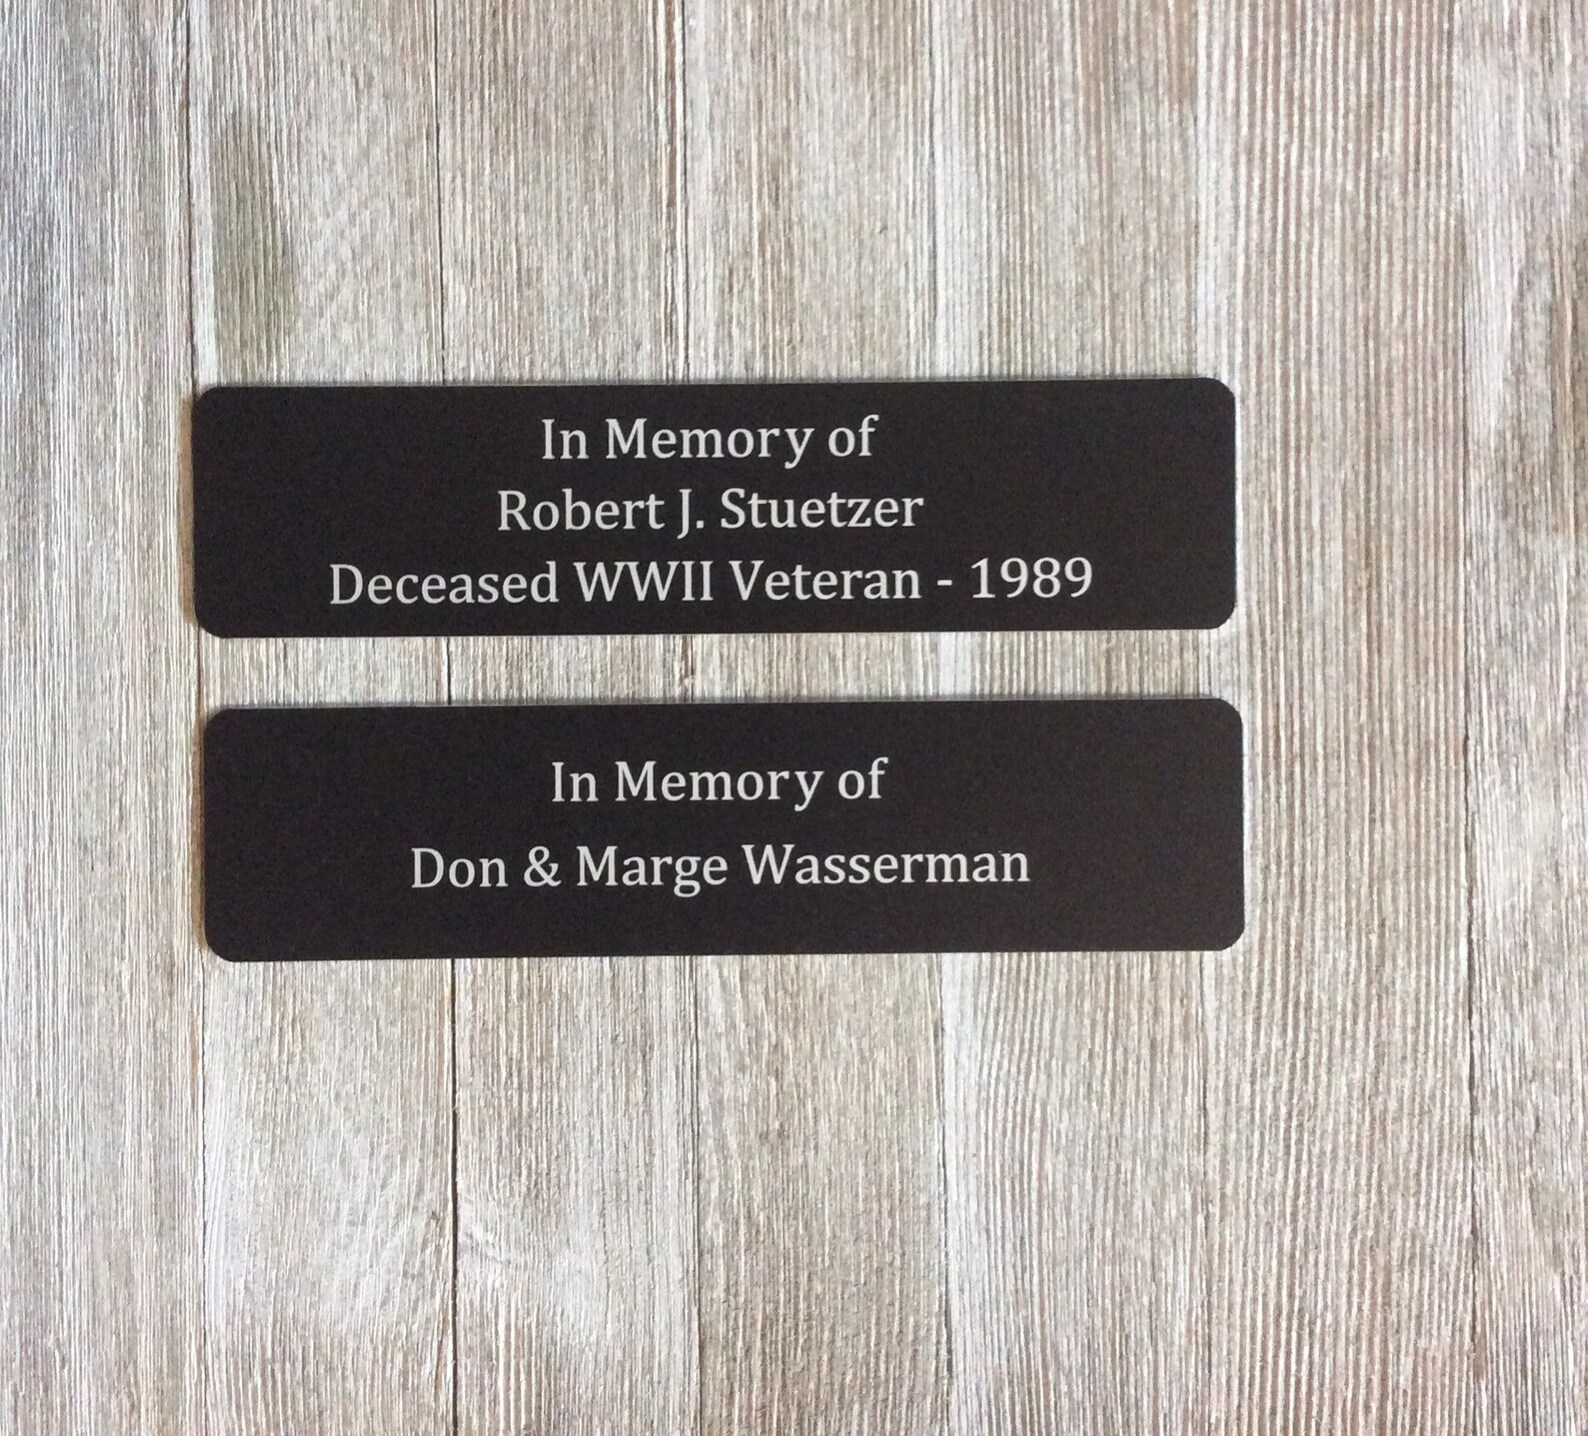 In Memory of
Robert J. Stuetzer
Deceased WWII Veteran - 1989
In Memory of
Don & Marge Wasserman